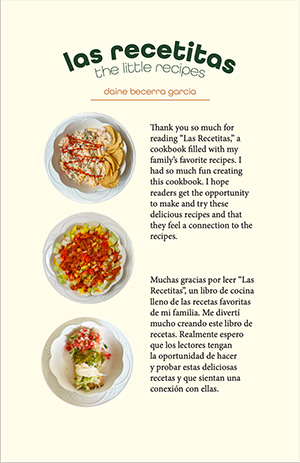 las recetitas
the little recipes
daine becerra garcia
Thank you so much for
reading “Las Recetitas,” a
cookbook filled with my
family’s favorite recipes. I
had so much fun creating
this cookbook. I hope
readers get the opportunity
to make and try these
delicious recipes and that
they feel a connection to the
recipes.
Muchas gracias por leer “Las
Recetitas”, un libro de cocina
lleno de las recetas favoritas
de mi familia. Me divertí
mucho creando este libro de
recetas. Realmente espero
que los lectores tengan
la oportunidad de hacer
y probar estas deliciosas
recetas y que sientan una
conexión con ellas.